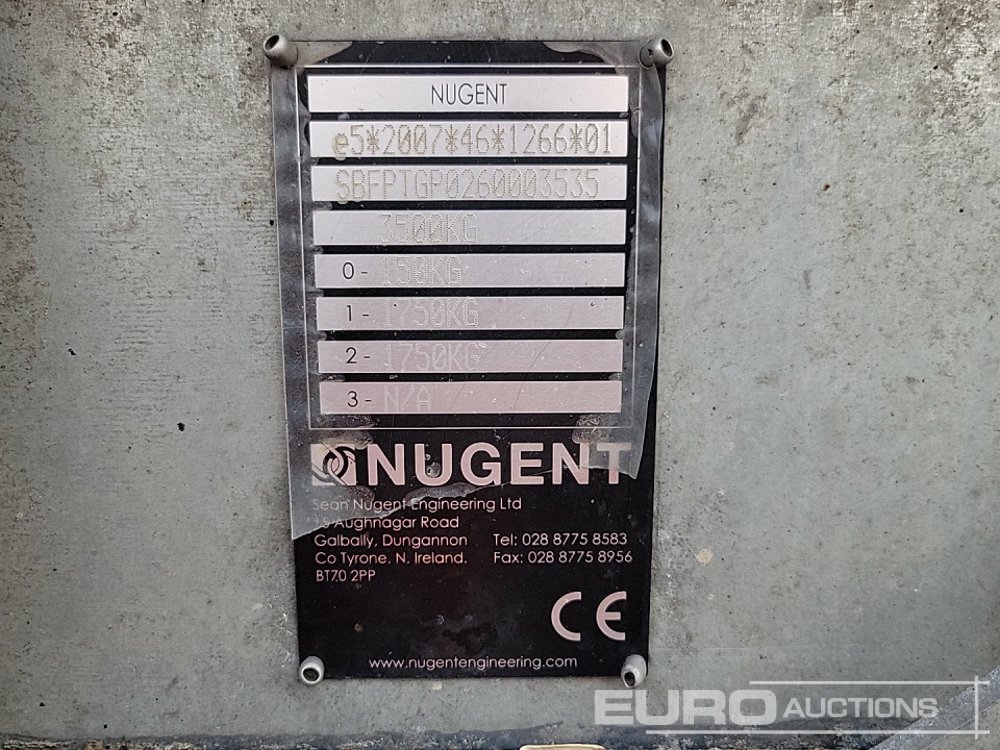 NUGENT
e5*2007*46*1266*01
SBFPTGP0260003535
3500KG
0 - 150KG
1 - 1750KG
2 - 1750KG
3 - N/A
NUGENT
Sean Nugent Engineering Ltd
Aughnagar Road
Galbally, Dungannon Tel: 028 8775 8583
Co Tyrone, N. Ireland. Fax: 028 8775 8956
BT70 2PP
CE
www.nugentengineering.com
EURO AUCTIONS